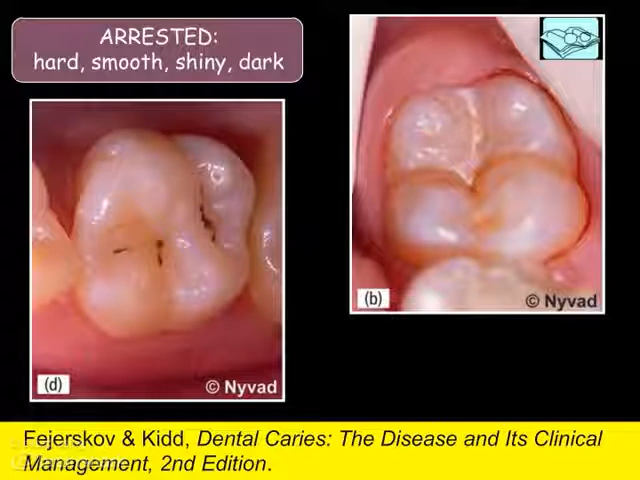 ARRESTED:
hard, smooth, shiny, dark
(b)
© Nyvad
(d)
© Nyvad
Fejerskov & Kidd, Dental Caries: The Disease and Its Clinical
Management, 2nd Edition.